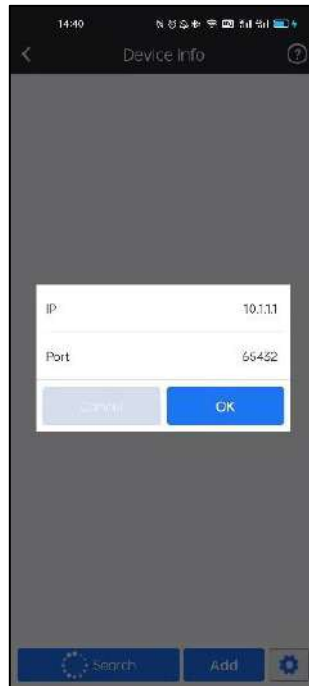 14:40
Device Info
IP 10.1.1.1
Port 65432
Cancel OK
Search Add